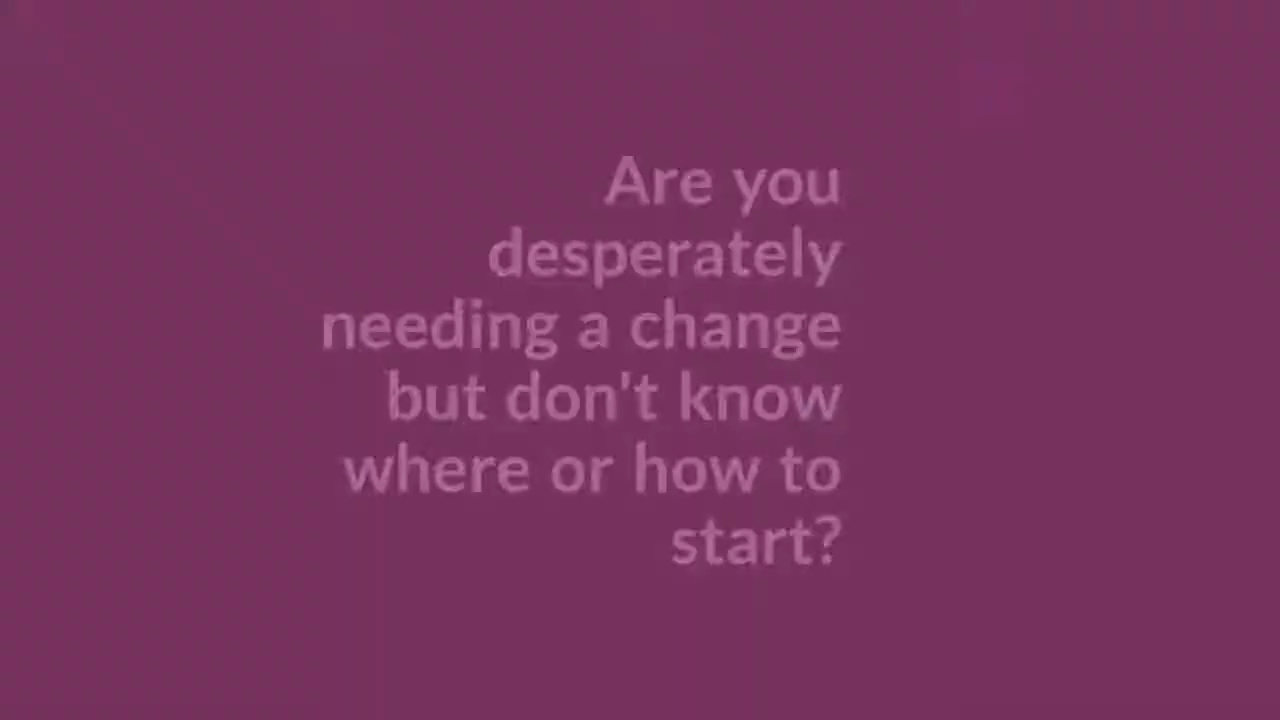 Are you
desperately
needing a change
but don't know
where or how to
start?